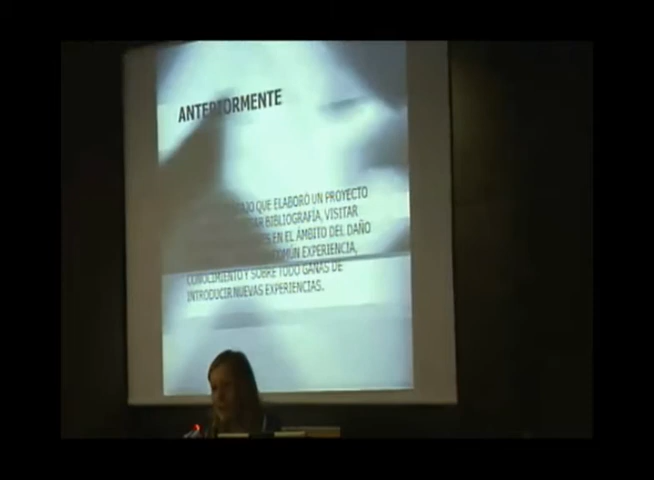 ANTERIORMENTE
QUE ELABORÓ UN PROYECTO
BIBLIOGRAFÍA, VISITAR
EN EL ÁMBITO DEL DAÑO
EXPERIENCIA,
CONOCIMIENTO Y SOBRE TODO GANAS DE
INTRODUCIR NUEVAS EXPERIENCIAS.